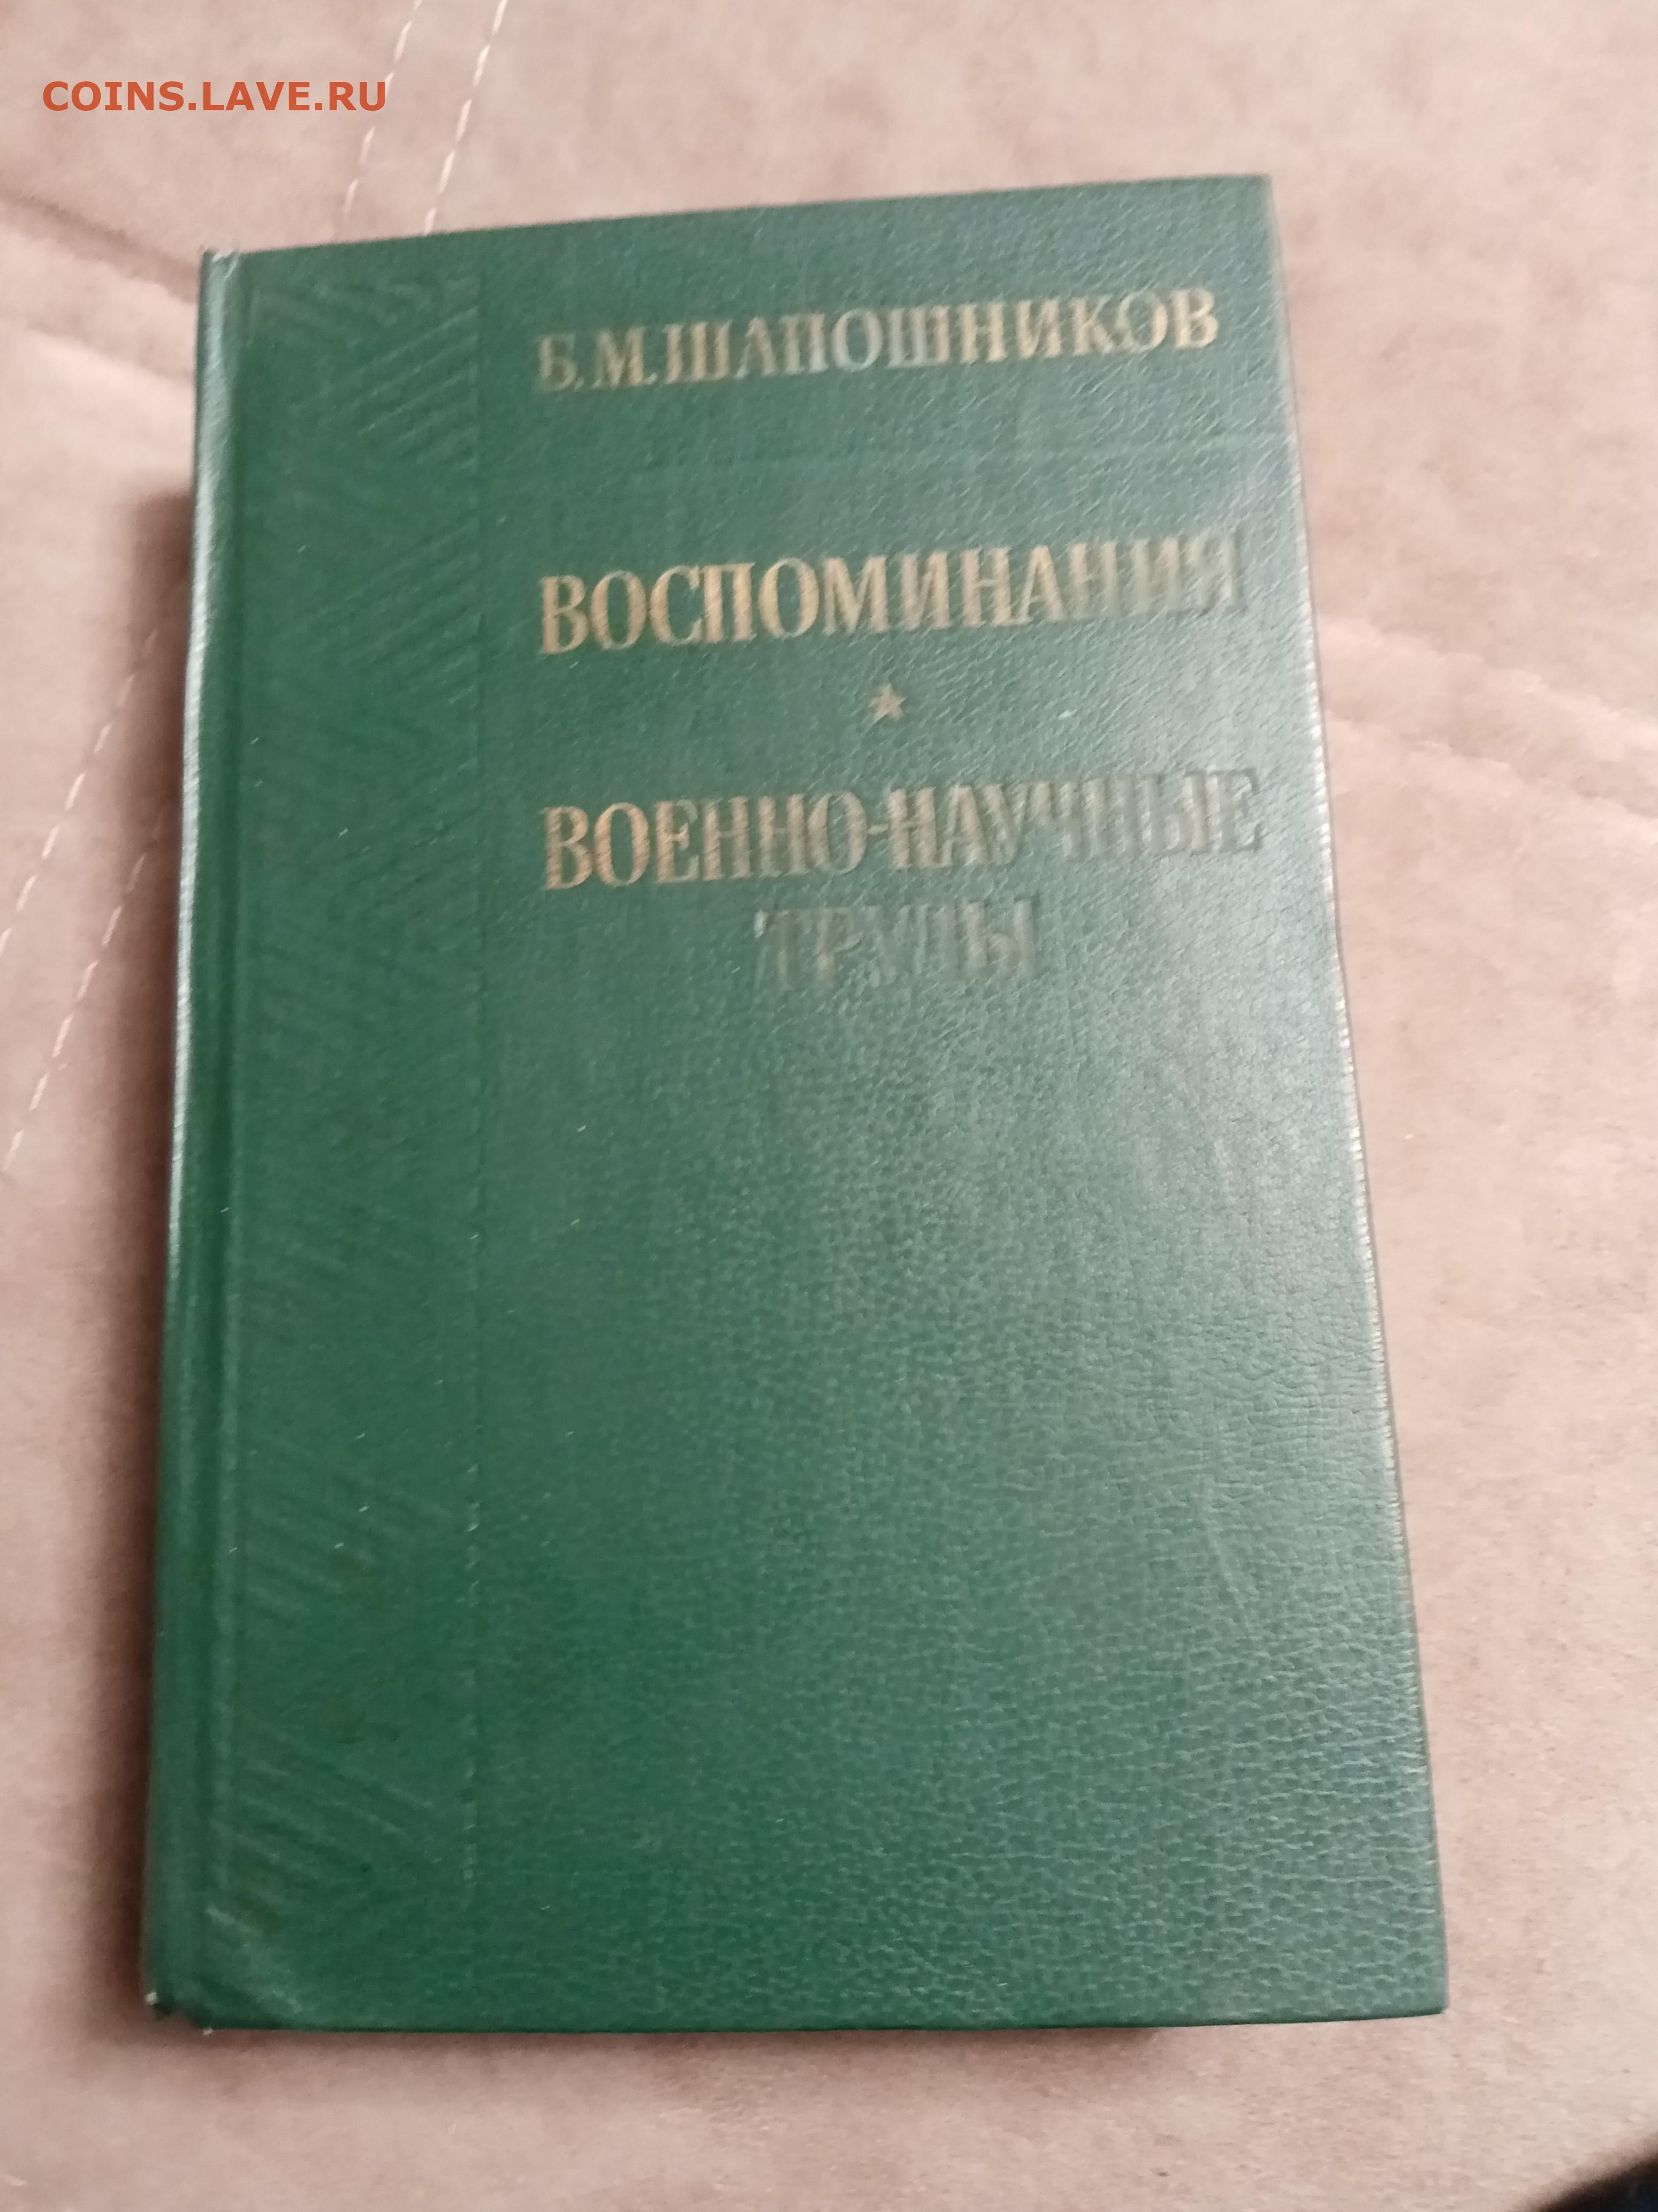 COINS.LAVE.RU
Б.М.ШАПОШНИКОВ
ВОСПОМИНАНИЯ
ВОЕННО-НАУЧНЫЕ
ТРУДЫ